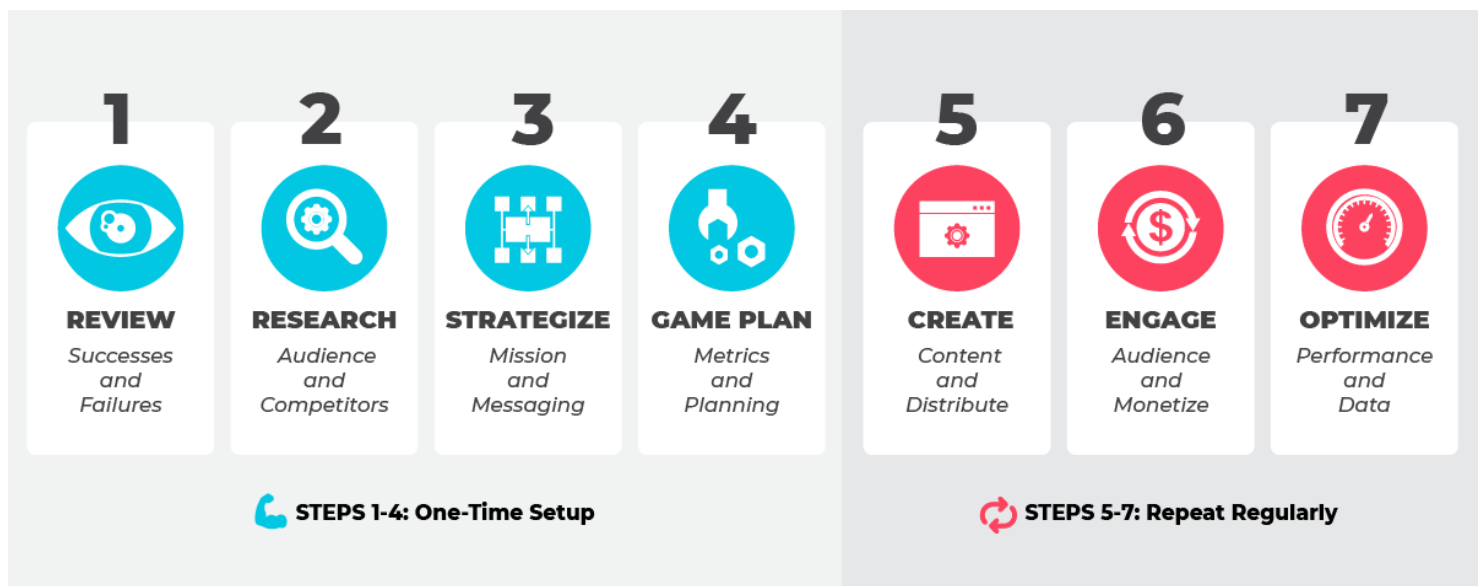 1
REVIEW
Successes
and
Failures
2
RESEARCH
Audience
and
Competitors
3
STRATEGIZE
Mission
and
Messaging
4
GAME PLAN
Metrics
and
Planning
5
CREATE
Content
and
Distribute
6
$
ENGAGE
Audience
and
Monetize
7
OPTIMIZE
Performance
and
Data
STEPS 1-4: One-Time Setup
STEPS 5-7: Repeat Regularly